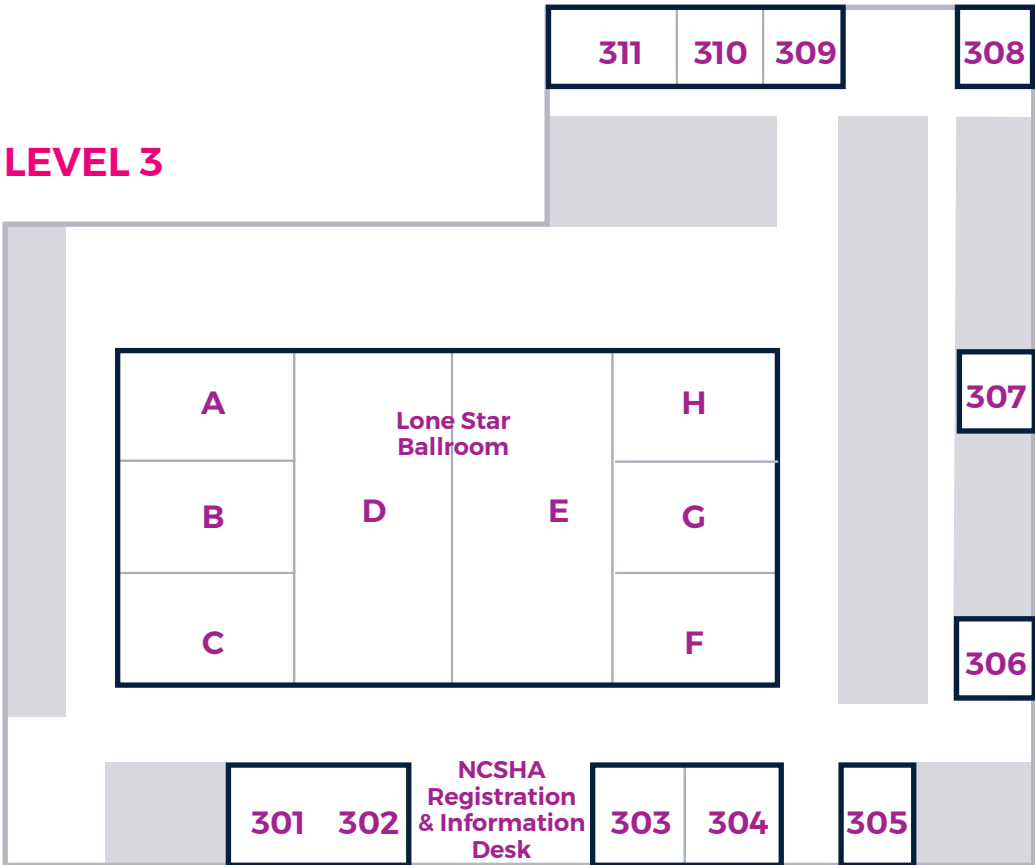 311 310 309 308
LEVEL 3
A
Lone Star
Ballroom
H
307
B
D
E
G
C
F
306
301 302
NCSHA
Registration
& Information
Desk
303 304
305